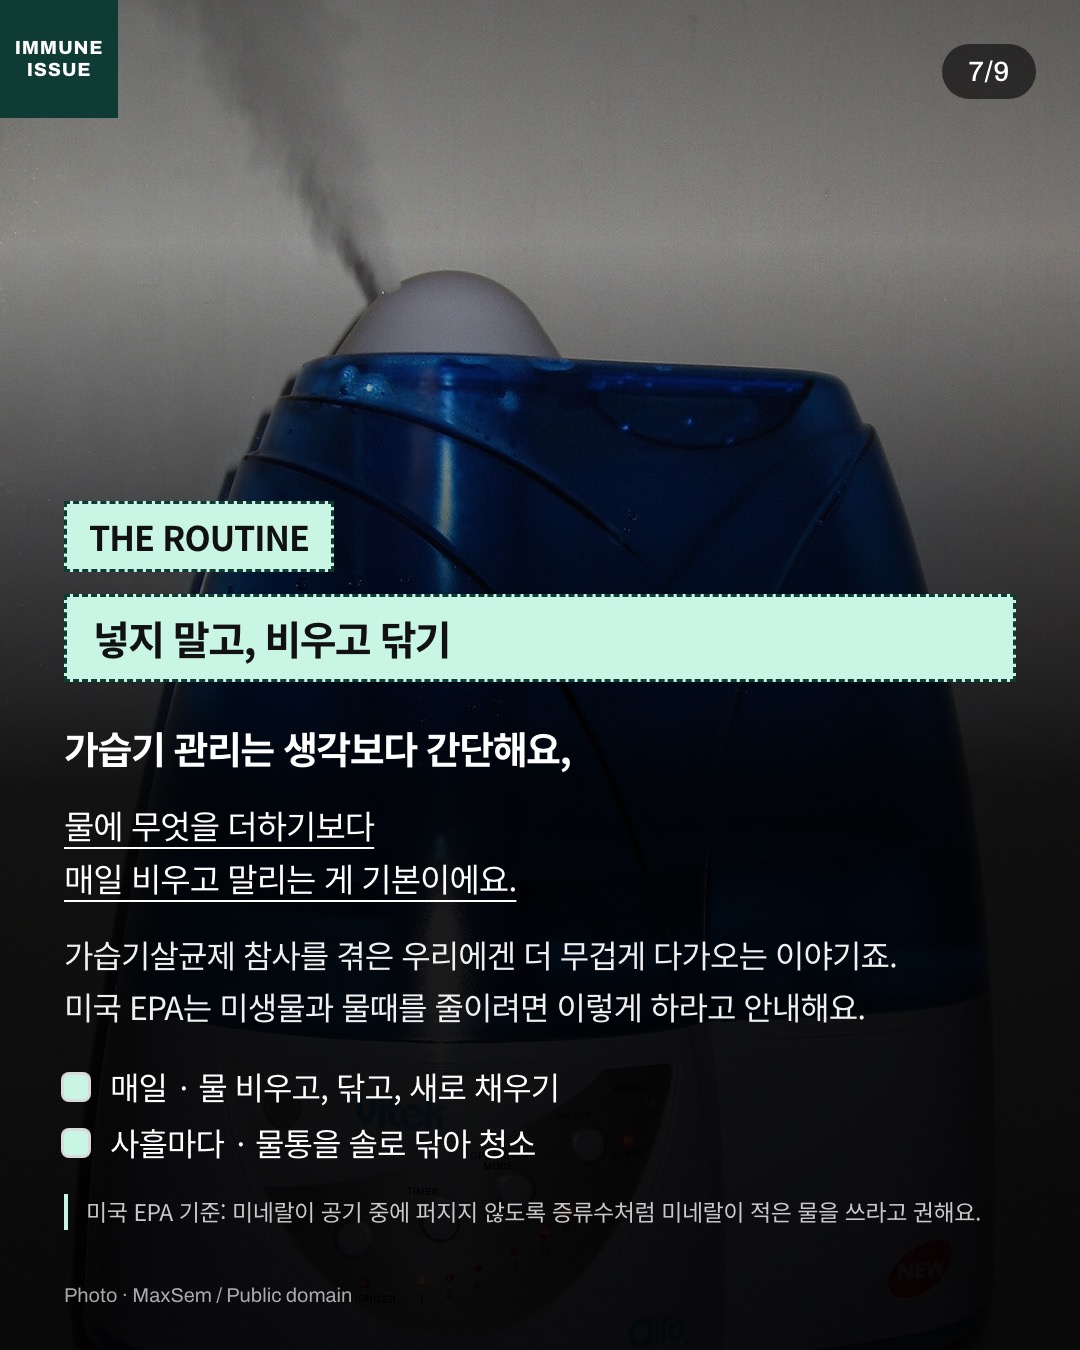 IMMUNE
ISSUE
7/9
THE ROUTINE
넣지 말고, 비우고 닦기
가습기 관리는 생각보다 간단해요,
물에 무엇을 더하기보다
매일 비우고 말리는 게 기본이에요.
가습기살균제 참사를 겪은 우리에겐 더 무겁게 다가오는 이야기죠.
미국 EPA는 미생물과 물때를 줄이려면 이렇게 하라고 안내해요.
매일 · 물 비우고, 닦고, 새로 채우기
사흘마다 · 물통을 솔로 닦아 청소
미국 EPA 기준: 미네랄이 공기 중에 퍼지지 않도록 증류수처럼 미네랄이 적은 물을 쓰라고 권해요.
Photo · MaxSem / Public domain
Vitek
ON/OFF
MODE
TIMER
NEW